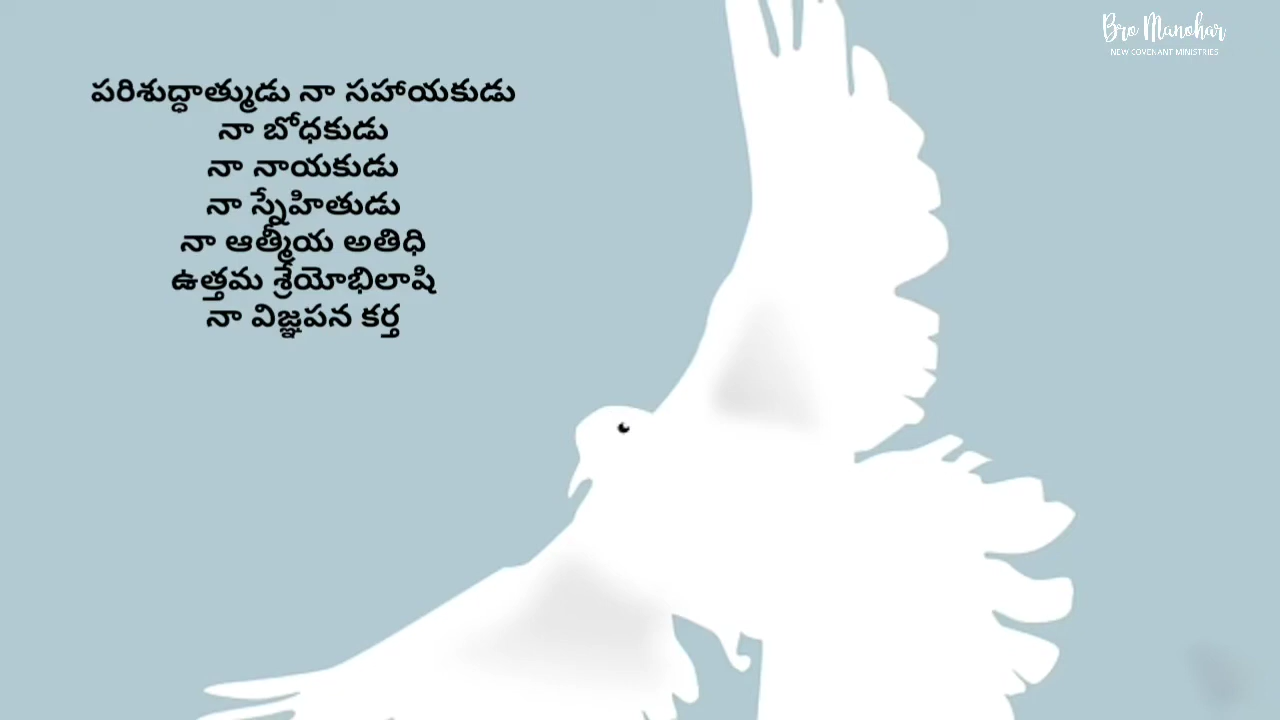 Bro Manohar
NEW COVENANT MINISTRIES
పరిశుద్ధాత్ముడు నా సహాయకుడు
నా బోధకుడు
నా నాయకుడు
నా స్నేహితుడు
నా ఆత్మీయ అతిధి
ఉత్తమ శ్రేయోభిలాషి
నా విజ్ఞపన కర్త